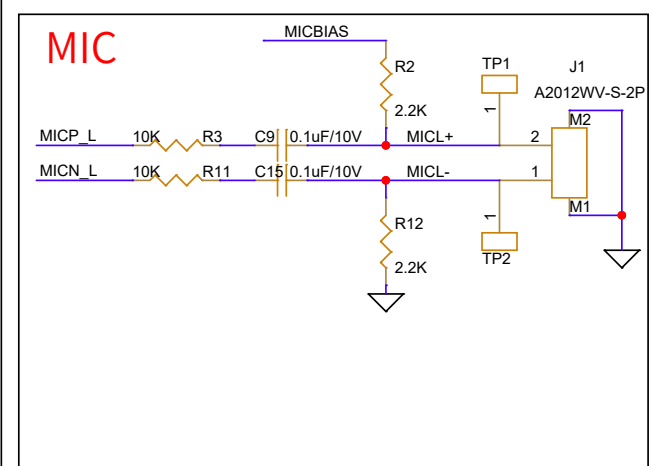 MIC
MICBIAS
R2
2.2K
TP1
1
J1
A2012WV-S-2P
M2
MICP_L 10K R3 C9 0.1uF/10V MICL+ 2
MICN_L 10K R11 C15 0.1uF/10V MICL- 1
M1
R12
2.2K
1
TP2